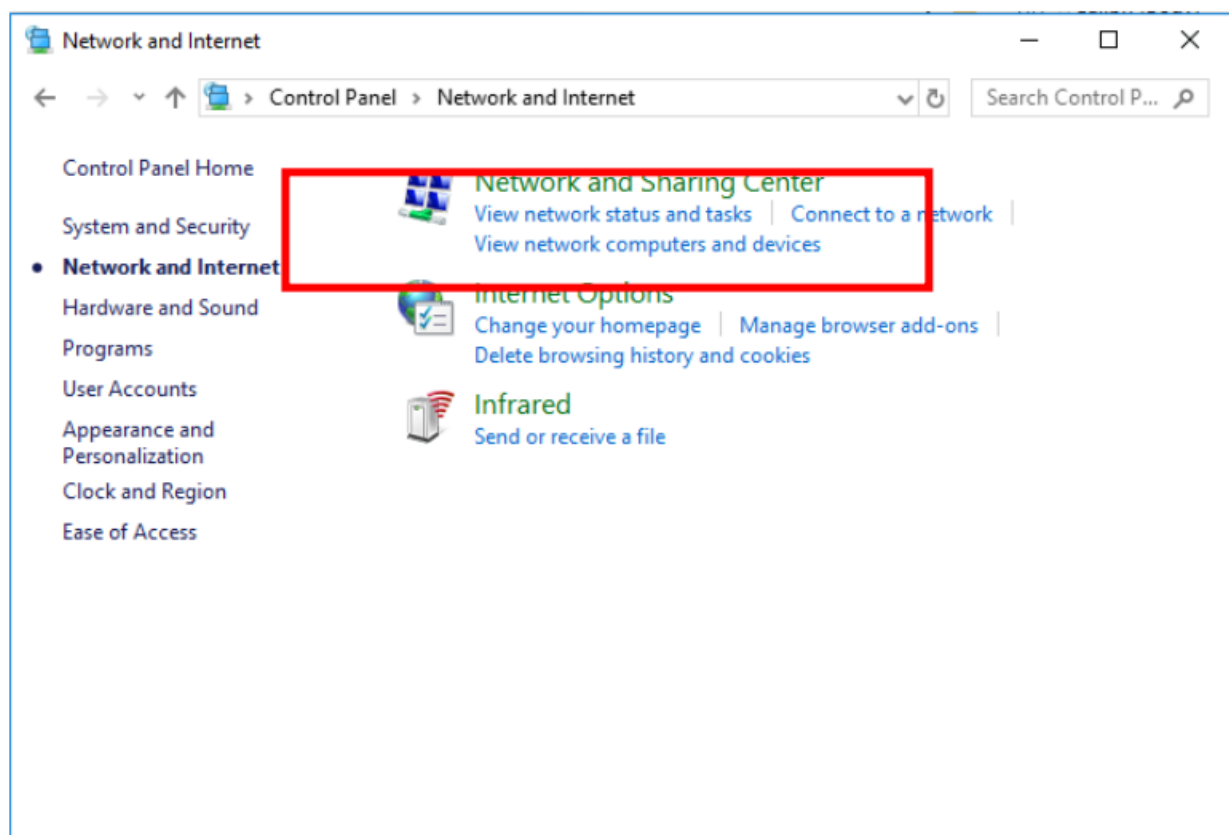 Network and Internet
Control Panel > Network and Internet
Search Control P...
Control Panel Home
System and Security
Network and Internet
Hardware and Sound
Programs
User Accounts
Appearance and
Personalization
Clock and Region
Ease of Access
Network and Sharing Center
View network status and tasks | Connect to a network |
View network computers and devices
Internet Options
Change your homepage | Manage browser add-ons |
Delete browsing history and cookies
Infrared
Send or receive a file